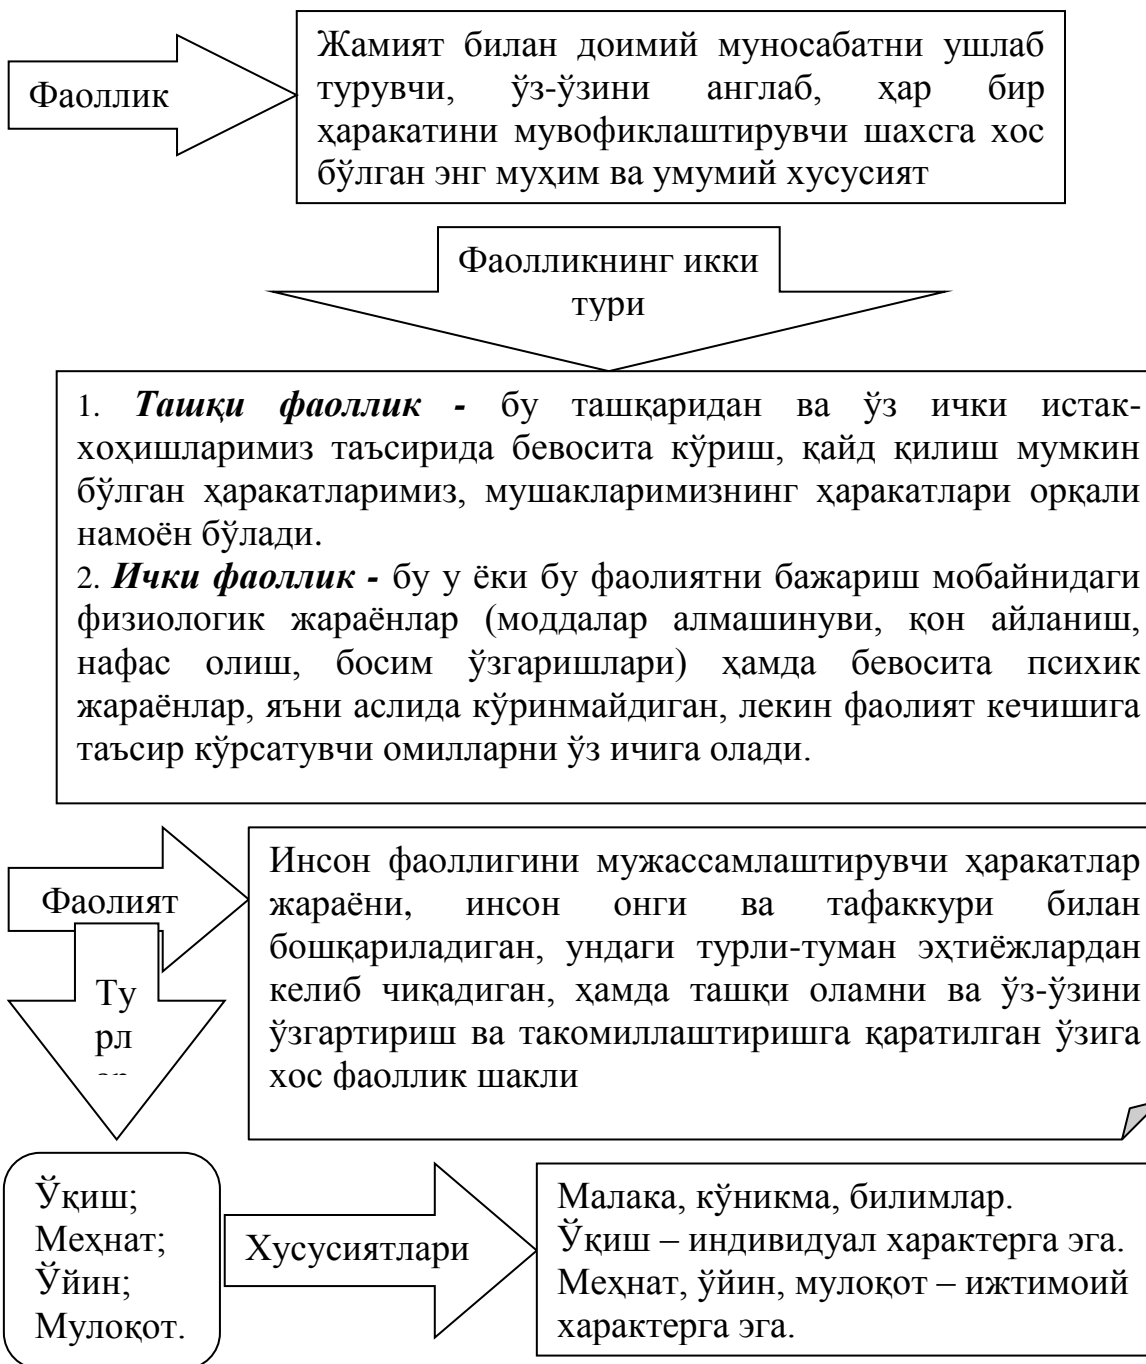 Фаоллик
Жамият билан доимий муносабатни ушлаб
турувчи, ўз-ўзини англаб, ҳар бир
ҳаракатини мувофиклаштирувчи шахсга хос
бўлган энг муҳим ва умумий хусусият
Фаолликнинг икки
тури
1. Ташқи фаоллик - бу ташқаридан ва ўз ички истак-
хоҳишларимиз таъсирида бевосита кўриш, қайд қилиш мумкин
бўлган ҳаракатларимиз, мушакларимизнинг ҳаракатлари орқали
намоён бўлади.
2. Ички фаоллик - бу у ёки бу фаолиятни бажариш мобайнидаги
физиологик жараёнлар (моддалар алмашинуви, қон айланиш,
нафас олиш, босим ўзгаришлари) ҳамда бевосита психик
жараёнлар, яъни аслида кўринмайдиган, лекин фаолият кечишига
таъсир кўрсатувчи омилларни ўз ичига олади.
Фаолият
Инсон фаоллигини мужассамлаштирувчи ҳаракатлар
жараёни, инсон онги ва тафаккури билан
бошқариладиган, ундаги турли-туман эҳтиёжлардан
келиб чиқадиган, ҳамда ташқи оламни ва ўз-ўзини
ўзгартириш ва такомиллаштиришга қаратилган ўзига
хос фаоллик шакли
Ту
рл
Ўқиш;
Меҳнат;
Ўйин;
Мулоқот.
Хусусиятлари
Малака, кўникма, билимлар.
Ўқиш – индивидуал характерга эга.
Меҳнат, ўйин, мулоқот – ижтимоий
характерга эга.